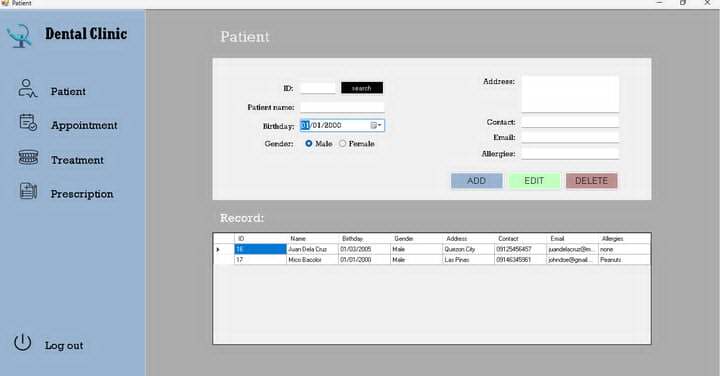 Patient
Dental Clinic
Patient
Appointment
Treatment
Prescription
Log out
Patient
ID:
search
Patient name:
Birthday: 01/01/2000
Gender: Male Female
Address:
Contact:
Email:
Allergies:
ADD EDIT DELETE
Record:
ID Name Birthday Gender Address Contact Email Allergies
16 Juan Dela Cruz 01/03/2005 Male Quezon City 09125456457 juandelacruz@m... none
17 Mico Bacolor 01/01/2000 Male Las Pinas 09146345961 johndoe@gmail... Peanuts